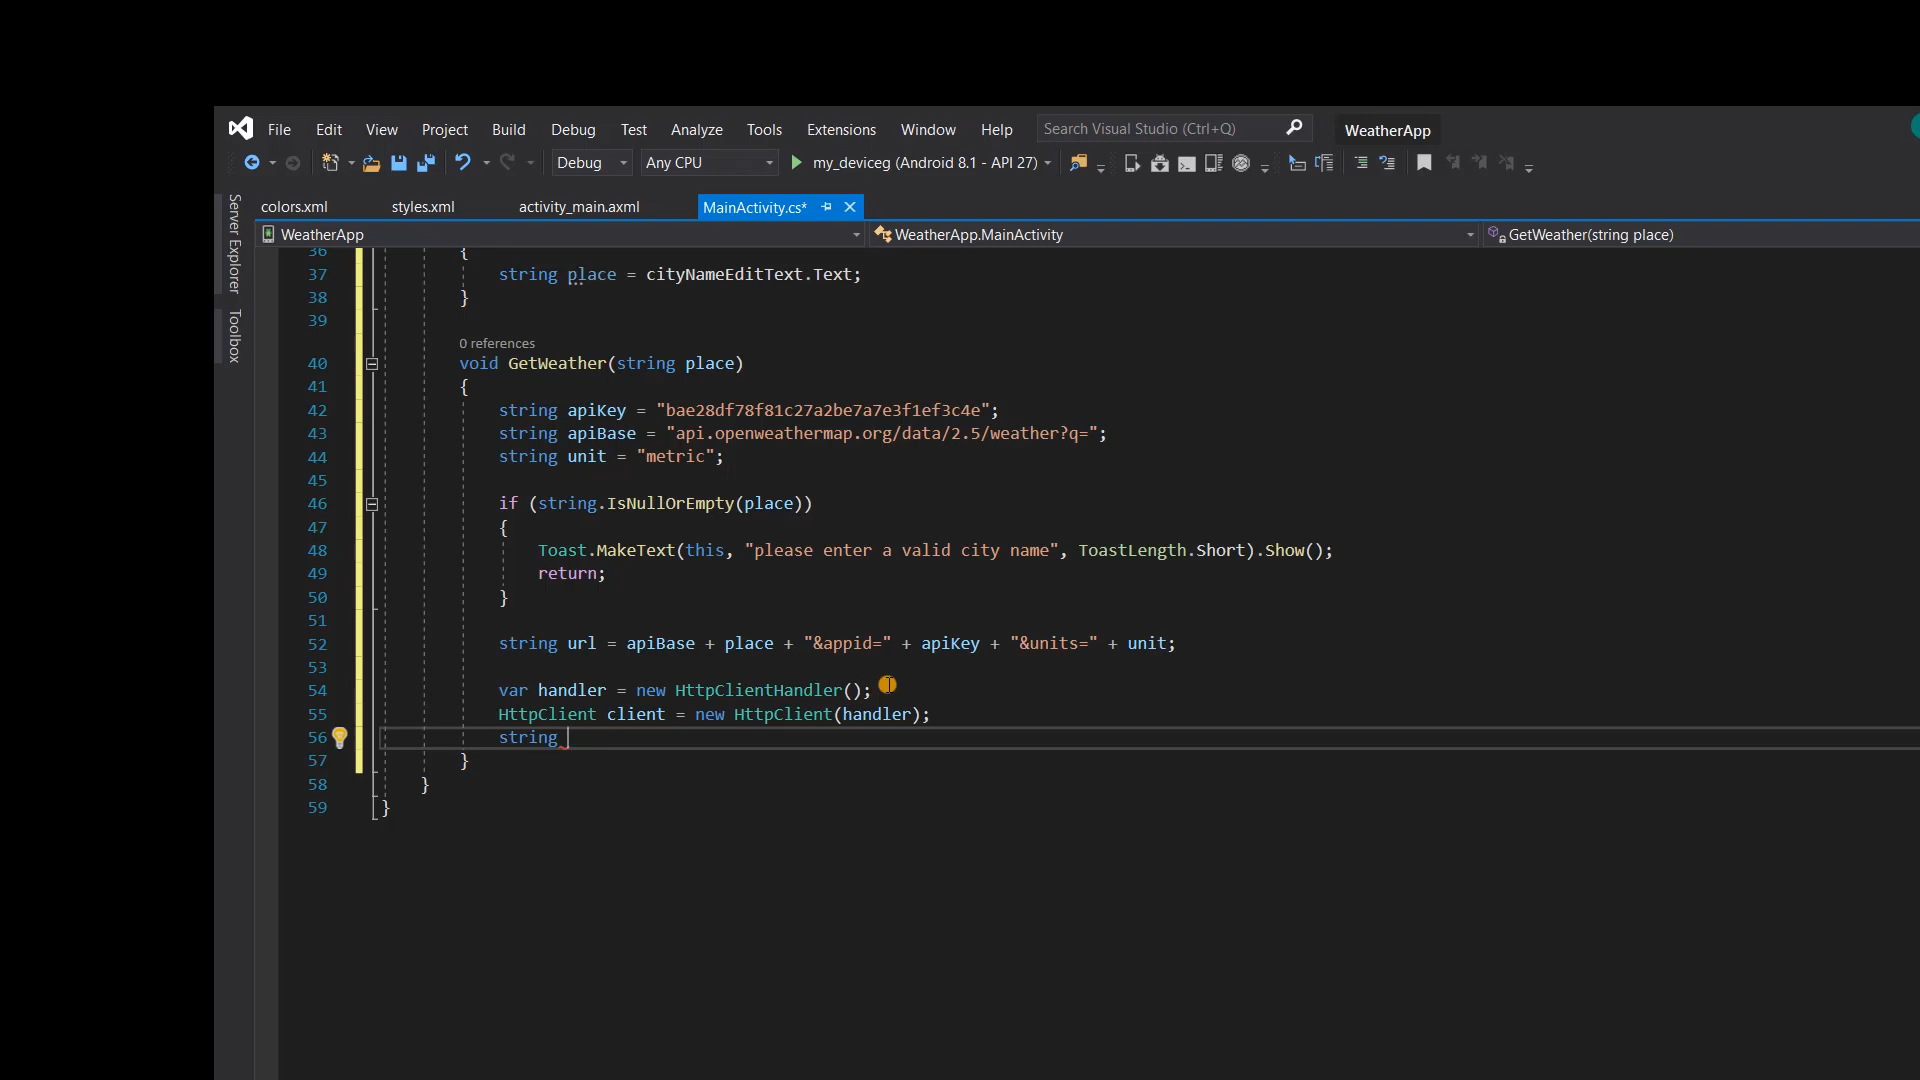 File Edit View Project Build Debug Test Analyze Tools Extensions Window Help Search Visual Studio (Ctrl+Q) WeatherApp
Debug Any CPU my_deviceg (Android 8.1 - API 27)
Server Explorer
Toolbox
colors.xml styles.xml activity_main.axml MainActivity.cs*
WeatherApp WeatherApp.MainActivity GetWeather(string place)
36 {
37 string place = cityNameEditText.Text;
38 }
39
0 references
40 void GetWeather(string place)
41 {
42 string apiKey = "bae28df78f81c27a2be7a7e3f1ef3c4e";
43 string apiBase = "api.openweathermap.org/data/2.5/weather?q=";
44 string unit = "metric";
45
46 if (string.IsNullOrEmpty(place))
47 {
48 Toast.MakeText(this, "please enter a valid city name", ToastLength.Short).Show();
49 return;
50 }
51
52 string url = apiBase + place + "&appid=" + apiKey + "&units=" + unit;
53
54 var handler = new HttpClientHandler();
55 HttpClient client = new HttpClient(handler);
56 string
57 }
58 }
59 }